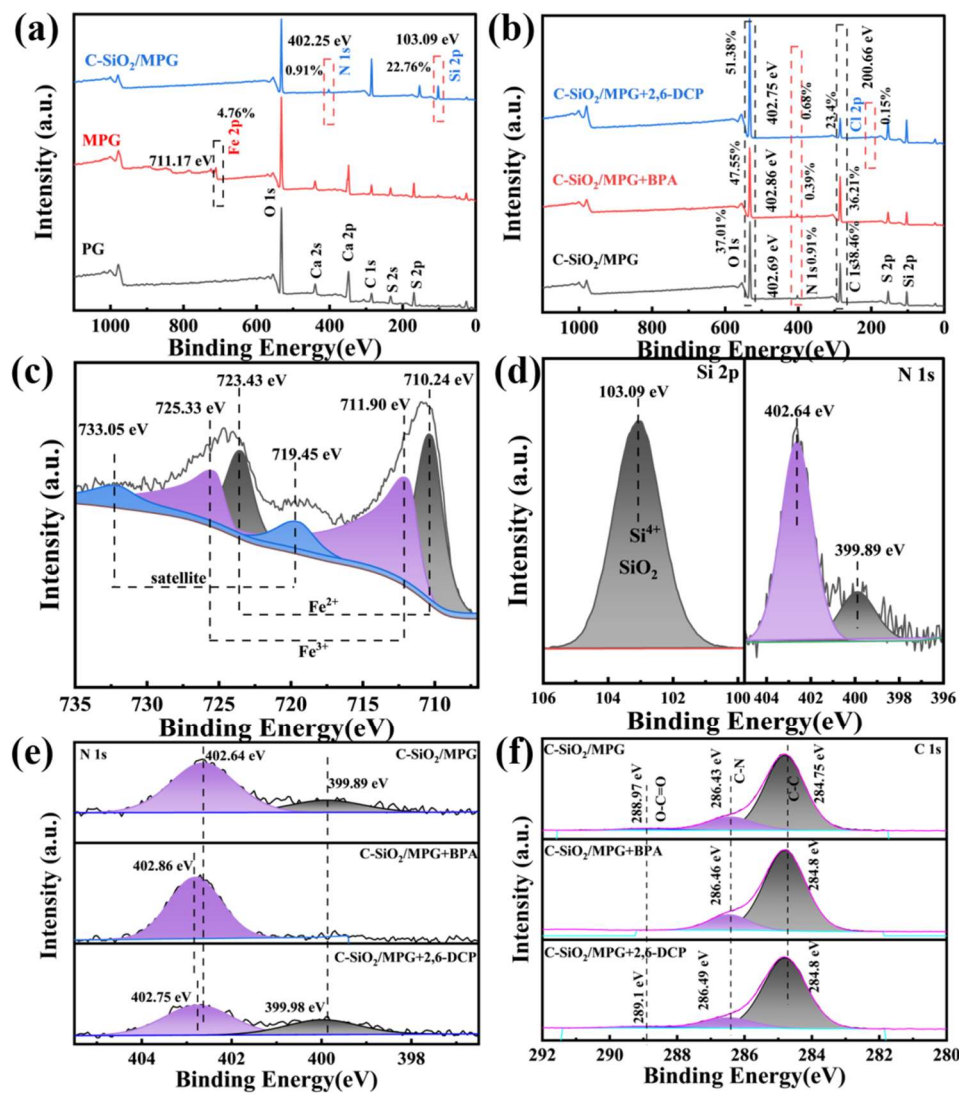 (a)
C-SiO₂/MPG
402.25 eV
0.91%
N 1s
103.09 eV
22.76%
Si 2p
MPG
711.17 eV
4.76%
Fe 2p
PG
O 1s
Ca 2s
Ca 2p
C 1s
S 2s
S 2p
Intensity (a.u.)
1000 800 600 400 200 0
Binding Energy(eV)
(b)
C-SiO₂/MPG+2,6-DCP
51.38%
402.75 eV
0.68%
23.4%
Cl 2p
200.66 eV
0.15%
C-SiO₂/MPG+BPA
47.55%
402.86 eV
0.39%
36.21%
C-SiO₂/MPG
37.01%
O 1s
402.69 eV
N 1s0.91%
C 1s38.46%
S 2p
Si 2p
Intensity (a.u.)
1000 800 600 400 200 0
Binding Energy(eV)
(c)
733.05 eV
725.33 eV
723.43 eV
719.45 eV
711.90 eV
710.24 eV
satellite
Fe²⁺
Fe³⁺
Intensity (a.u.)
735 730 725 720 715 710
Binding Energy(eV)
(d)
Si 2p
103.09 eV
Si⁴⁺
SiO₂
N 1s
402.64 eV
399.89 eV
Intensity (a.u.)
106 104 102 100 404 402 400 398 396
Binding Energy(eV)
(e)
N 1s
402.64 eV
C-SiO₂/MPG
399.89 eV
C-SiO₂/MPG+BPA
402.86 eV
C-SiO₂/MPG+2,6-DCP
402.75 eV
399.98 eV
Intensity (a.u.)
404 402 400 398
Binding Energy(eV)
(f)
C-SiO₂/MPG
C 1s
288.97 eV
O-C=O
286.43 eV
C-N
C-C
284.75 eV
C-SiO₂/MPG+BPA
286.46 eV
284.8 eV
C-SiO₂/MPG+2,6-DCP
289.1 eV
286.49 eV
284.8 eV
Intensity (a.u.)
292 290 288 286 284 282 280
Binding Energy(eV)